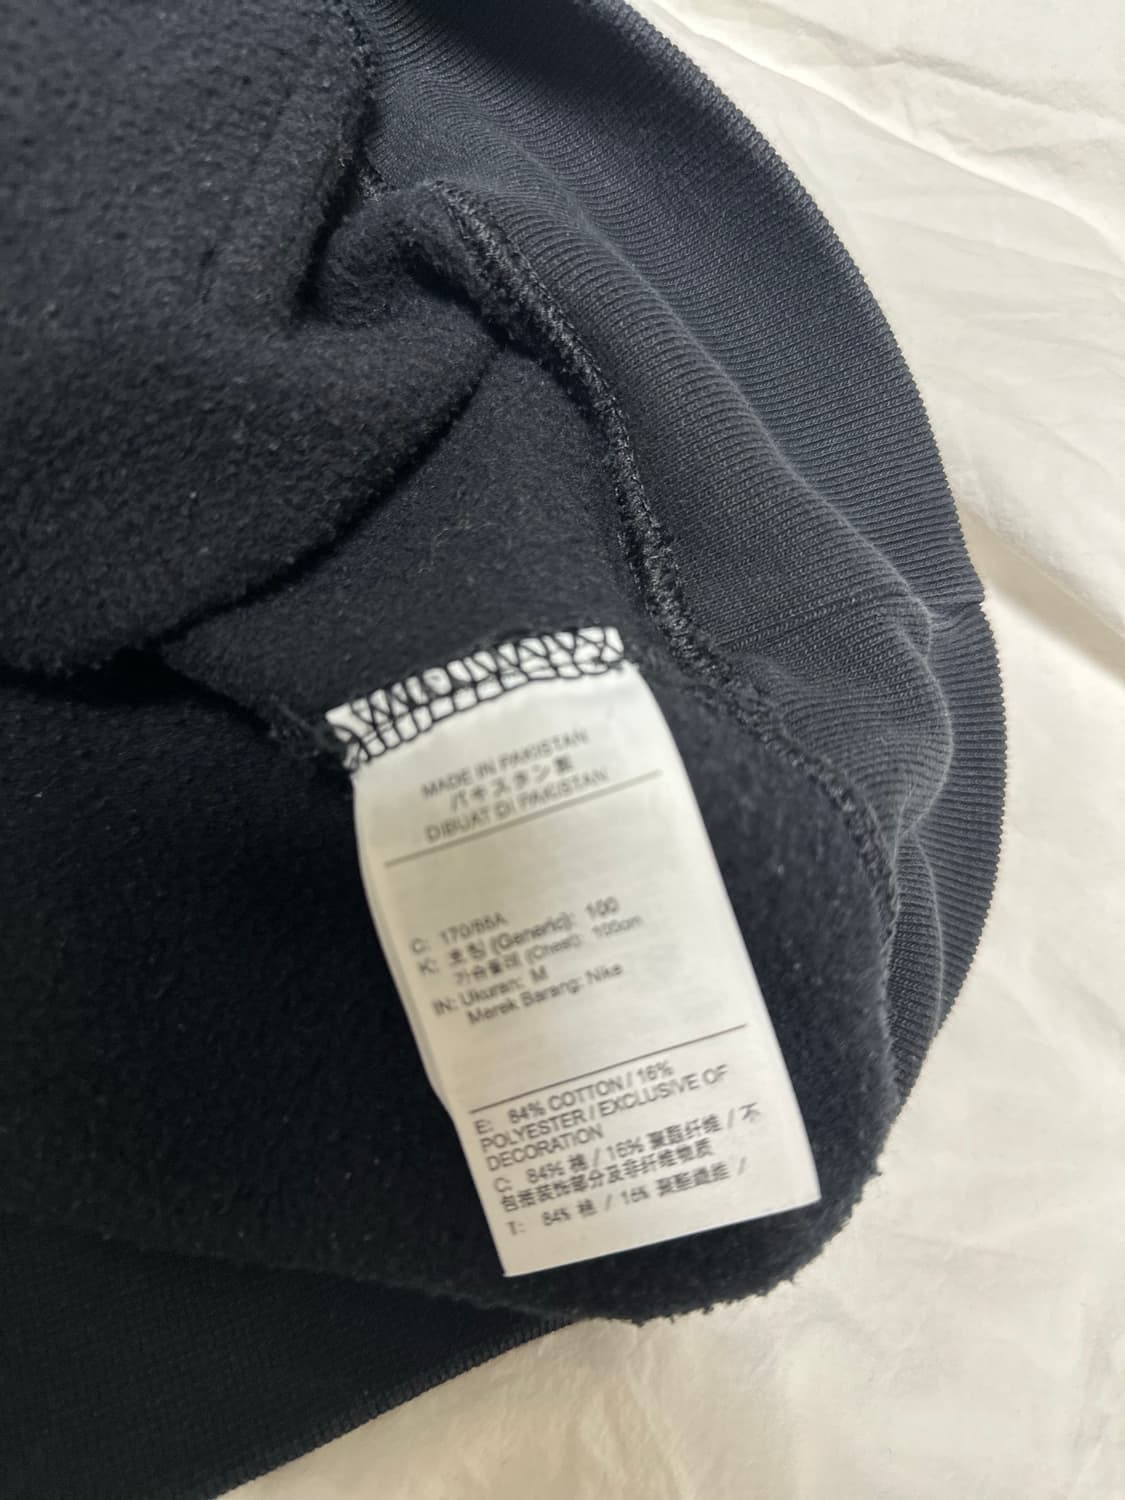 MADE IN PAKISTAN
パキスタン製
DIBUAT DI PAKISTAN
C: 170/88A
K: 호칭 (Generic): 100
가슴둘레 (Chest): 100cm
IN: Ukuran: M
Merek Barang: Nike
E: 84% COTTON / 16%
POLYESTER / EXCLUSIVE OF
DECORATION
C: 84% 棉 / 16% 聚酯纤维 / 不
包括装饰部分及非纤维物质
T: 84% 棉 / 16% 聚酯纖維 /